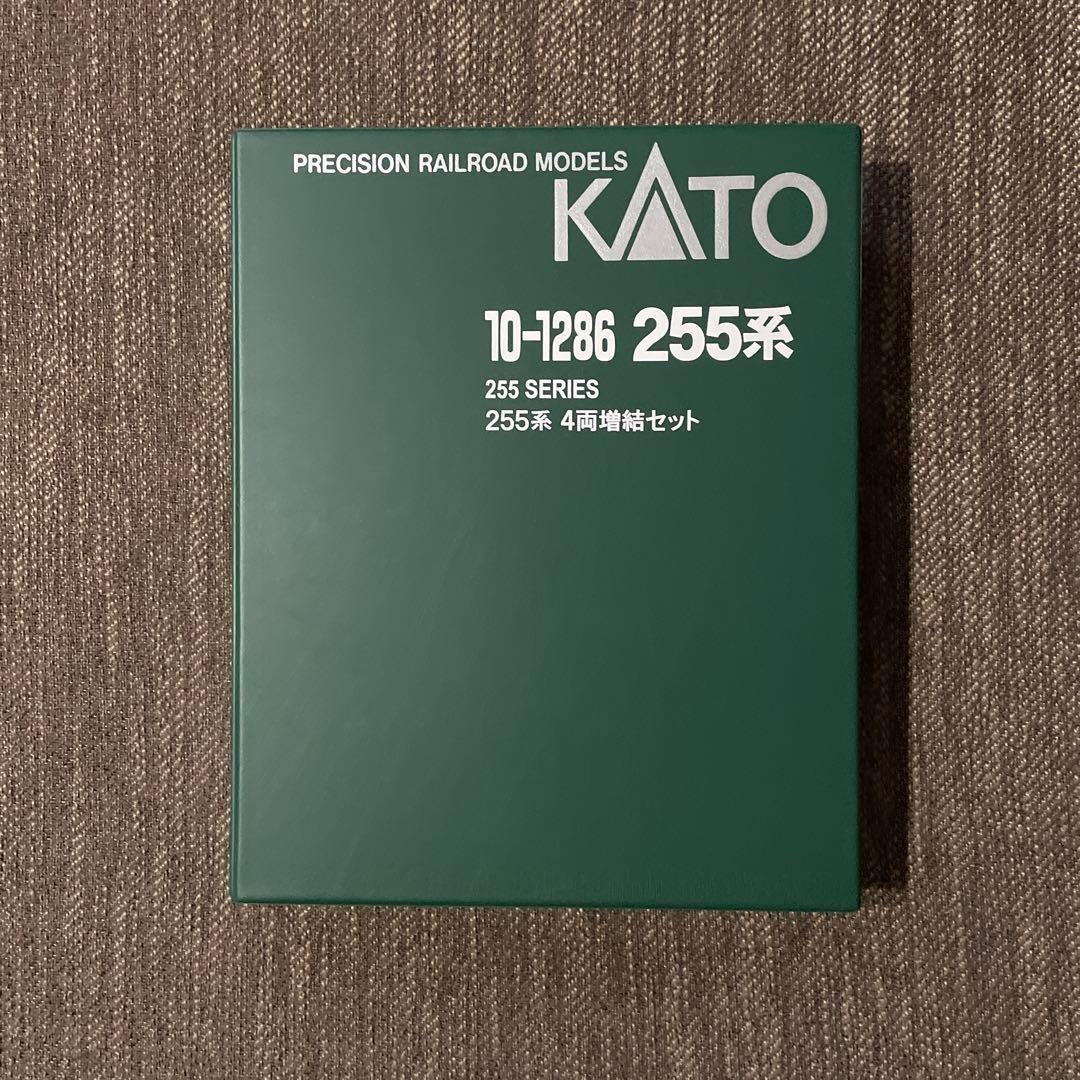 PRECISION RAILROAD MODELS
KATO
10-1286 255系
255 SERIES
255系 4両増結セット